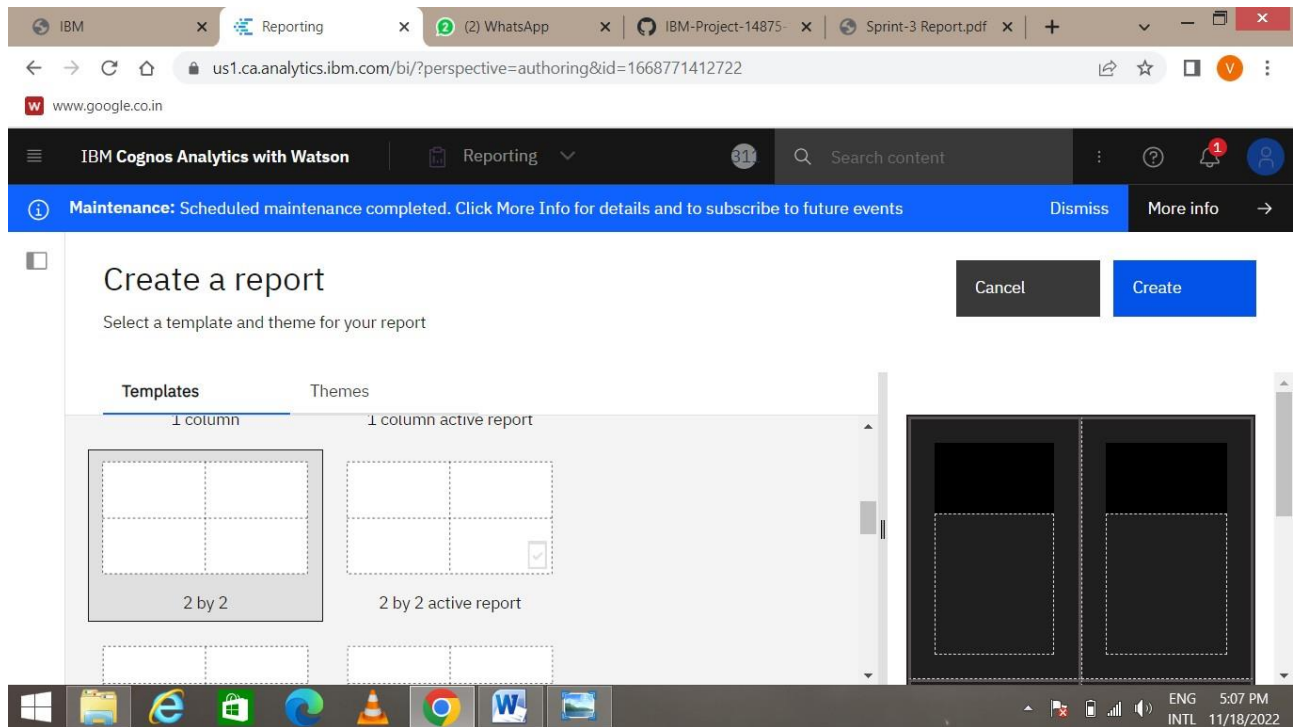 IBM
Reporting
2
(2) WhatsApp
IBM-Project-14875-
Sprint-3 Report.pdf
us1.ca.analytics.ibm.com/bi/?perspective=authoring&id=1668771412722
V
W
www.google.co.in
IBM Cognos Analytics with Watson
Reporting
Search content
1
Maintenance: Scheduled maintenance completed. Click More Info for details and to subscribe to future events
Dismiss
More info
Create a report
Cancel
Create
Select a template and theme for your report
Templates
Themes
1 column
1 column active report
2 by 2
2 by 2 active report
ENG
5:07 PM
INTL
11/18/2022